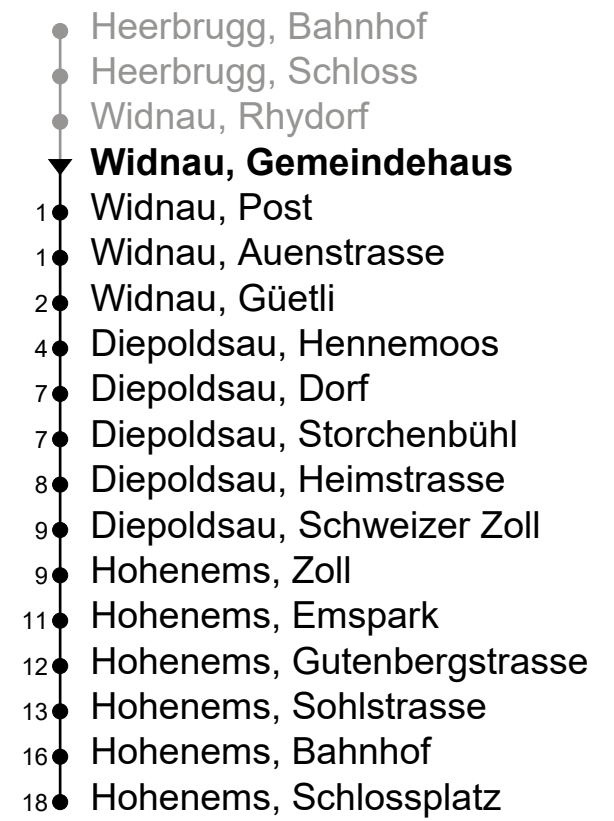 Heerbrugg, Bahnhof
Heerbrugg, Schloss
Widnau, Rhydorf
Widnau, Gemeindehaus
1 Widnau, Post
1 Widnau, Auenstrasse
2 Widnau, Güetli
4 Diepoldsau, Hennemoos
7 Diepoldsau, Dorf
7 Diepoldsau, Storchenbühl
8 Diepoldsau, Heimstrasse
9 Diepoldsau, Schweizer Zoll
9 Hohenems, Zoll
11 Hohenems, Emspark
12 Hohenems, Gutenbergstrasse
13 Hohenems, Sohlstrasse
16 Hohenems, Bahnhof
18 Hohenems, Schlossplatz